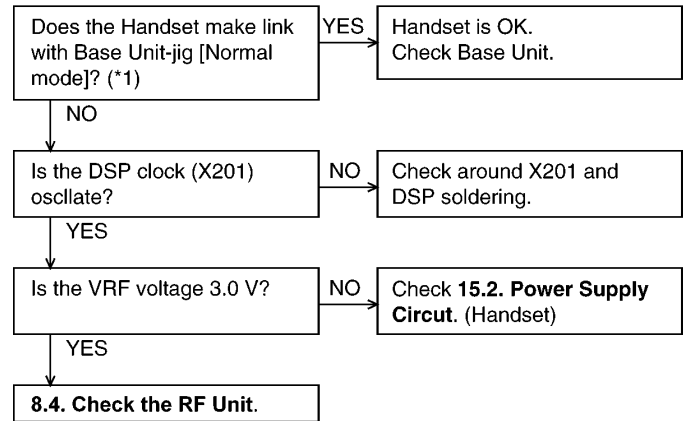 Does the Handset make link
with Base Unit-jig [Normal
mode]? (*1)
YES
Handset is OK.
Check Base Unit.
NO
Is the DSP clock (X201)
oscllate?
NO
Check around X201 and
DSP soldering.
YES
Is the VRF voltage 3.0 V?
NO
Check 15.2. Power Supply
Circut. (Handset)
YES
8.4. Check the RF Unit.